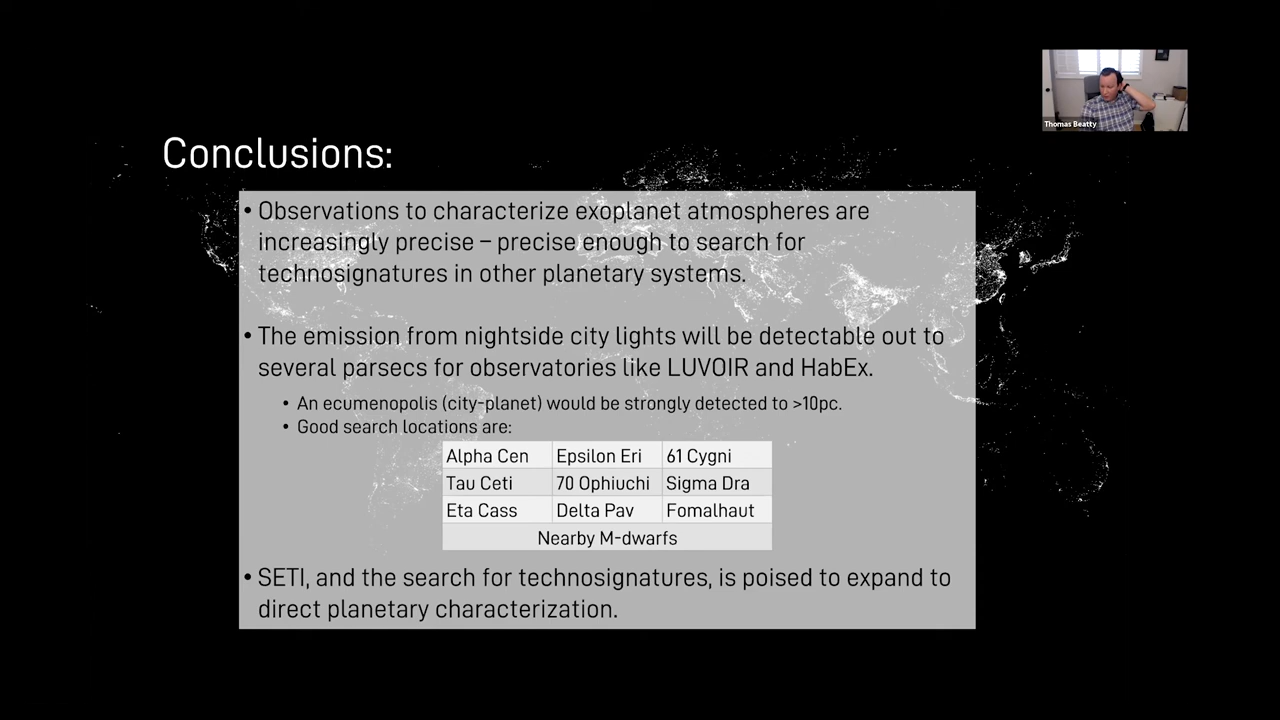 Thomas Beatty
Conclusions:
• Observations to characterize exoplanet atmospheres are
increasingly precise – precise enough to search for
technosignatures in other planetary systems.
• The emission from nightside city lights will be detectable out to
several parsecs for observatories like LUVOIR and HabEx.
• An ecumenopolis (city-planet) would be strongly detected to >10pc.
• Good search locations are:
Alpha Cen Epsilon Eri 61 Cygni
Tau Ceti 70 Ophiuchi Sigma Dra
Eta Cass Delta Pav Fomalhaut
Nearby M-dwarfs
• SETI, and the search for technosignatures, is poised to expand to
direct planetary characterization.